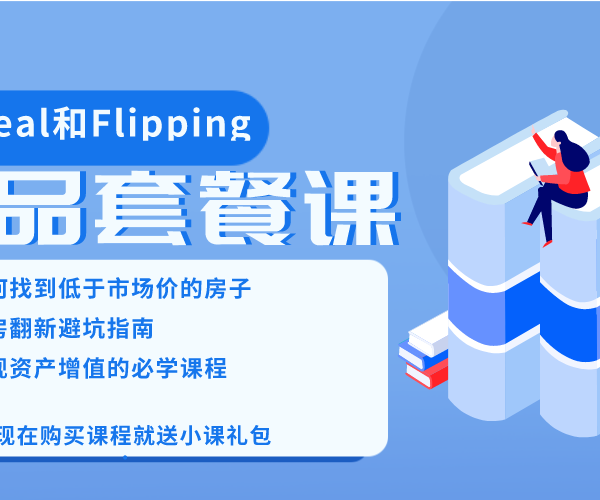 eal和Flipping
品套餐课
何找到低于市场价的房子
房翻新避坑指南
现资产增值的必学课程
现在购买课程就送小课礼包